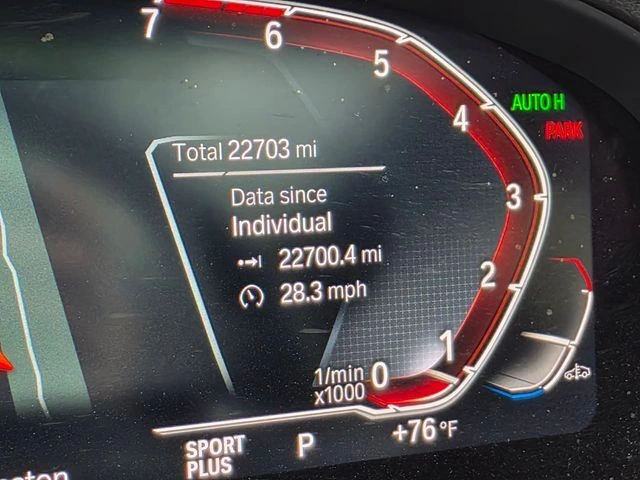 7
6
5
4
AUTO H
PARK
Total 22703 mi
3
Data since
Individual
22700.4 mi
2
28.3 mph
1
1/min
x1000
0
SPORT
PLUS
P
+76 °F